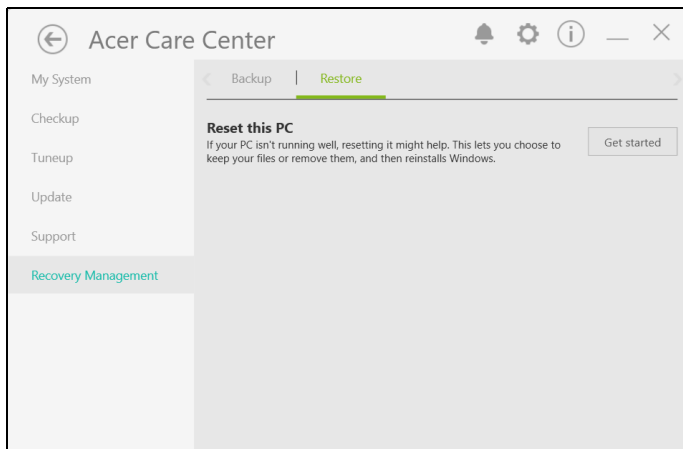 Acer Care Center
My System
Checkup
Tuneup
Update
Support
Recovery Management
Backup | Restore
Reset this PC
If your PC isn't running well, resetting it might help. This lets you choose to
keep your files or remove them, and then reinstalls Windows.
Get started